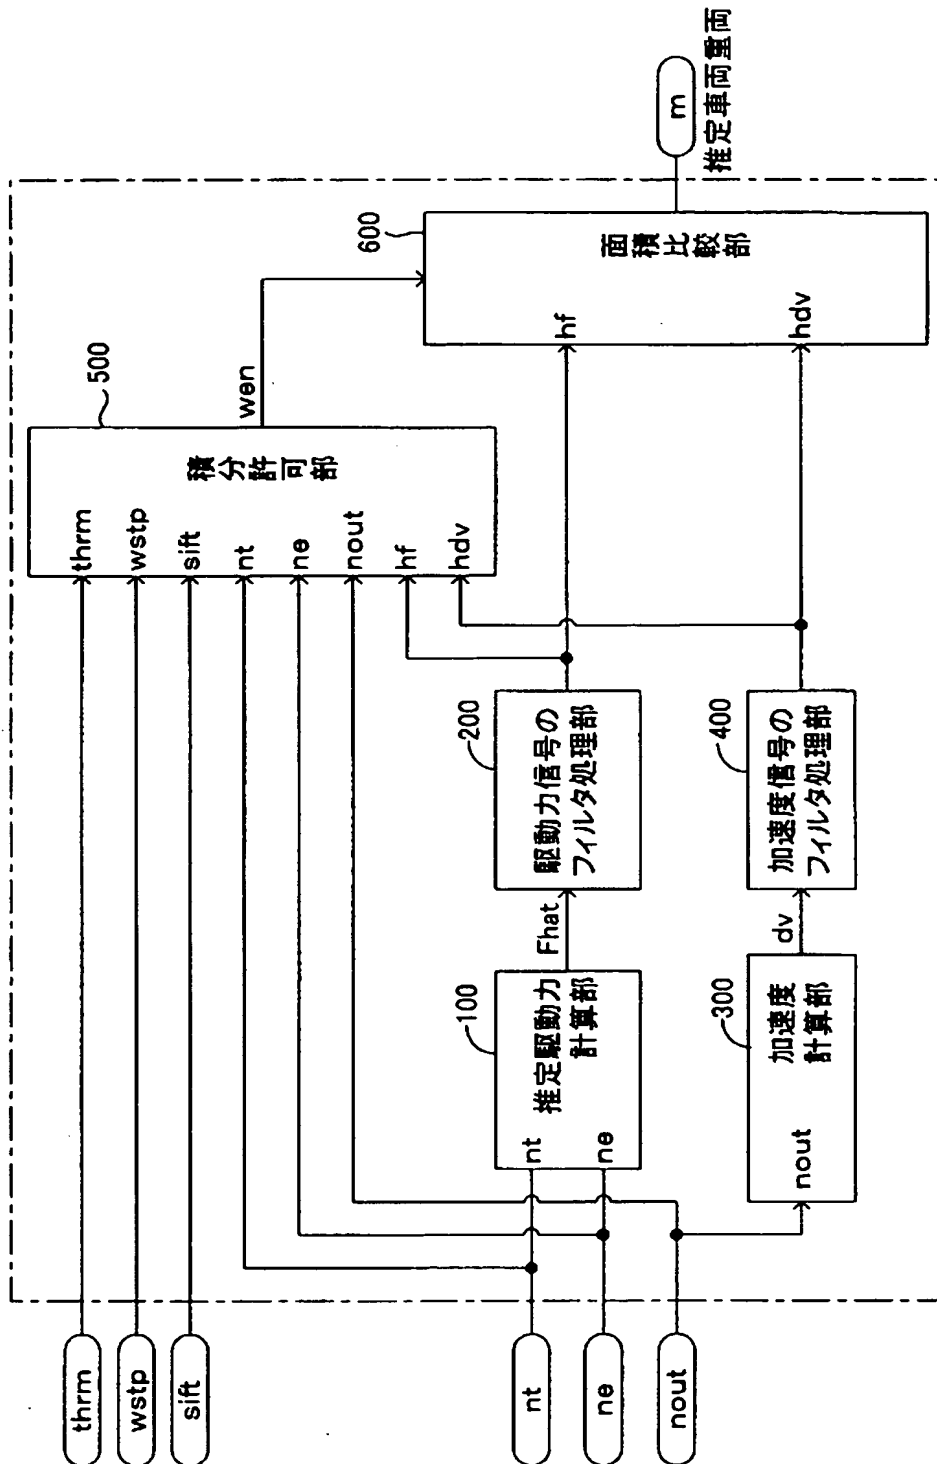 thrm
wstp
sift
nt
ne
nout
500
積分許可部
thrm
wstp
sift
nt
ne
nout
hf
hdv
wen
100
推定駆動力
計算部
nt
ne
Fhat
200
駆動力信号の
フィルタ処理部
300
加速度
計算部
nout
dv
400
加速度信号の
フィルタ処理部
600
面積比較部
hf
hdv
m
推定車両重両